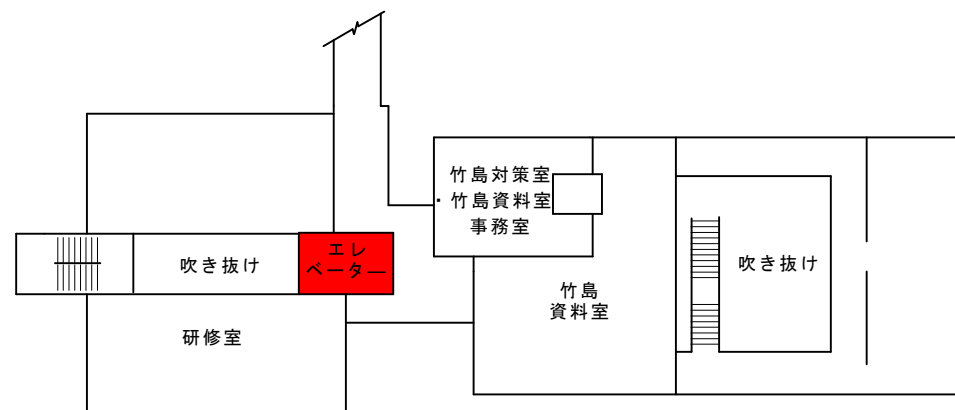 竹島対策室
・竹島資料室
事務室
エレ
ベーター
吹き抜け
吹き抜け
竹島
資料室
研修室